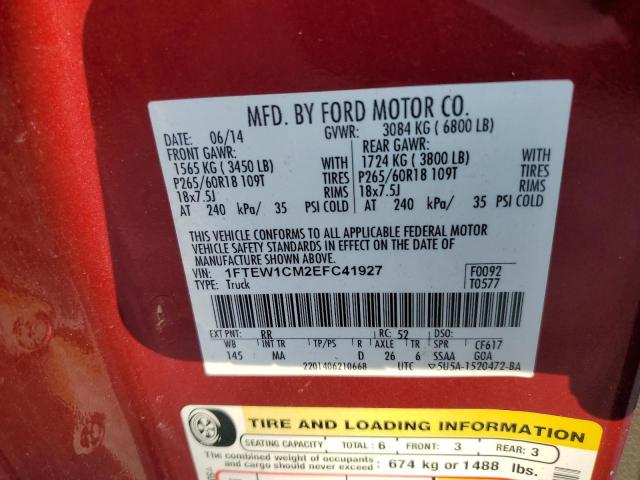 MFD. BY FORD MOTOR CO.
DATE: 06/14 GVWR: 3084 KG ( 6800 LB)
FRONT GAWR: REAR GAWR:
1565 KG ( 3450 LB) WITH 1724 KG ( 3800 LB) WITH
P265/60R18 109T TIRES P265/60R18 109T TIRES
18x7.5J RIMS 18x7.5J RIMS
AT 240 kPa/ 35 PSI COLD AT 240 kPa/ 35 PSI COLD
THIS VEHICLE CONFORMS TO ALL APPLICABLE FEDERAL MOTOR
VEHICLE SAFETY STANDARDS IN EFFECT ON THE DATE OF
MANUFACTURE SHOWN ABOVE.
VIN: 1FTEW1CM2EFC41927 F0092
TYPE: Truck T0577
EXT PNT: RR RC: 52 DSO:
WB INT TR TP/PS R AXLE TR SPR CF617
145 MA D 26 6 SSAA GOA
2201406210668 UTC ▽5U5A-1520472-BA
TIRE AND LOADING INFORMATION
SEATING CAPACITY TOTAL: 6 FRONT: 3 REAR: 3
The combined weight of occupants
and cargo should never exceed: 674 kg or 1488 lbs.